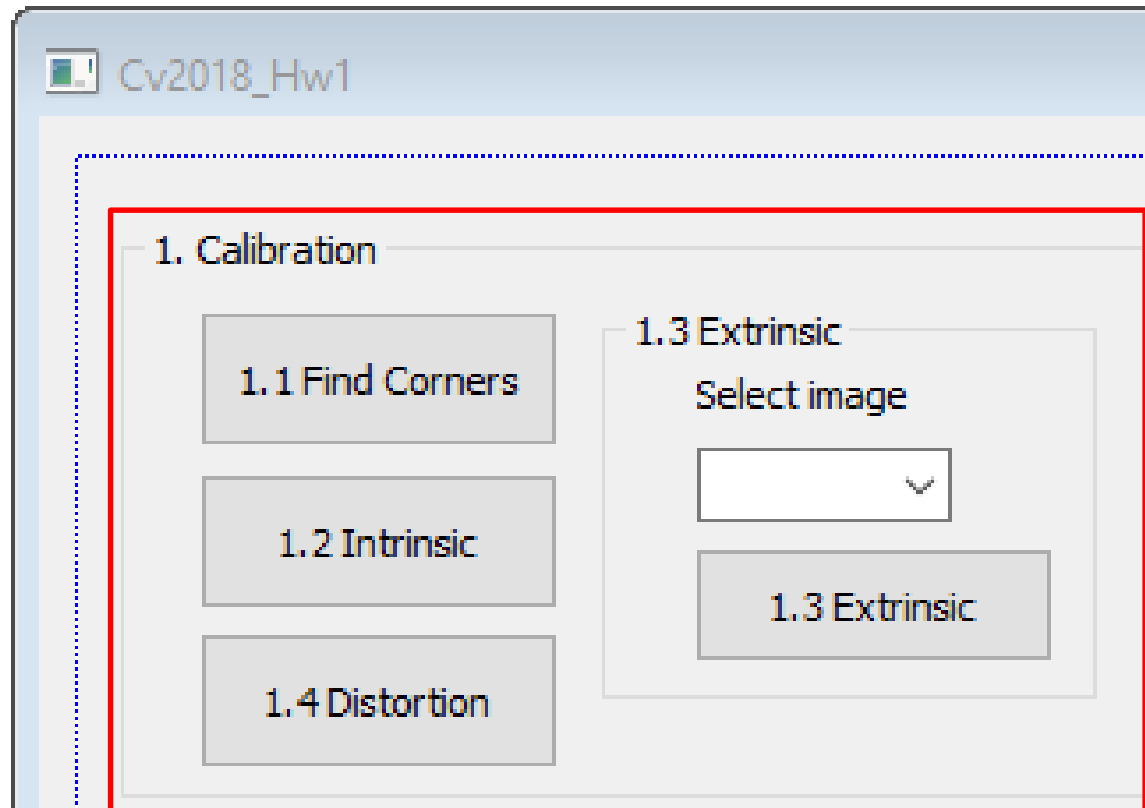 Cv2018_Hw1
1. Calibration
1.1 Find Corners
1.2 Intrinsic
1.4 Distortion
1.3 Extrinsic
Select image
1.3 Extrinsic